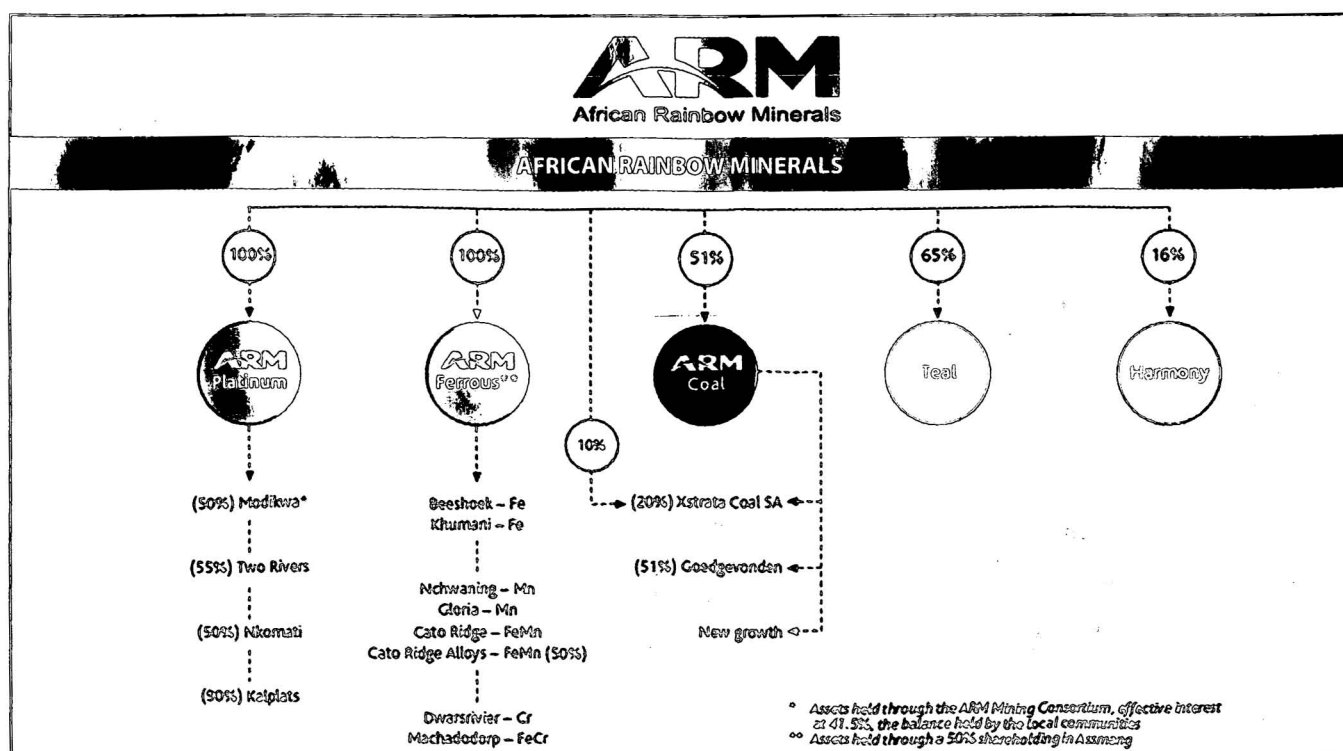 ARM
African Rainbow Minerals
AFRICAN RAINBOW MINERALS
100%
100%
51%
65%
16%
ARM
Platinum
ARM
Ferrous**
ARM
Coal
Teal
Harmony
10%
(50%) Modikwa*
(55%) Two Rivers
(50%) Nkomati
(90%) Kalplats
Beeshoek – Fe
Khumani – Fe
Nchwaning – Mn
Gloria – Mn
Cato Ridge – FeMn
Cato Ridge Alloys – FeMn (50%)
Dwarsrivier – Cr
Machadodorp – FeCr
(20%) Xstrata Coal SA
(51%) Goedgevonden
New growth
* Assets held through the ARM Mining Consortium, effective interest
at 41.5%, the balance held by the local communities
** Assets held through a 50% shareholding in Assmang